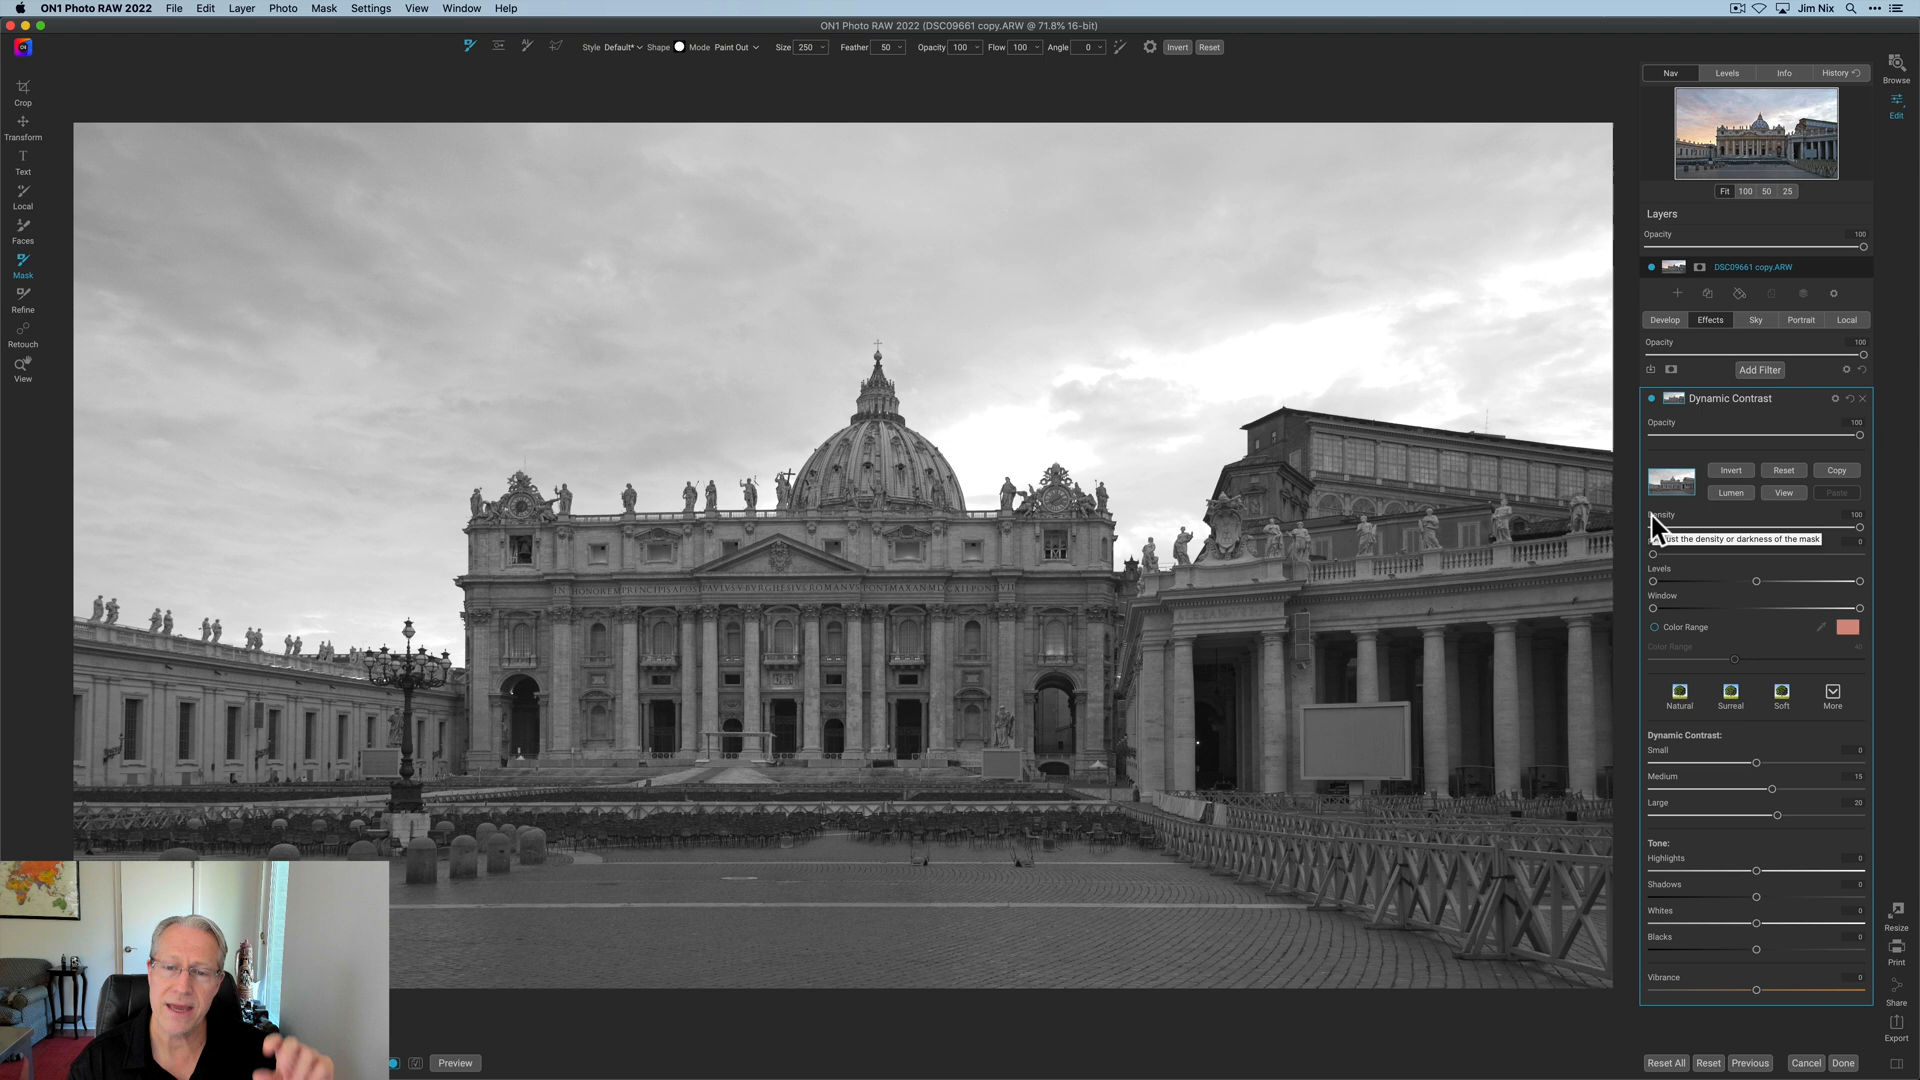 ON1 Photo RAW 2022 File Edit Layer Photo Mask Settings View Window Help Jim Nix
ON1 Photo RAW 2022 (DSC09661 copy.ARW @ 71.8% 16-bit)
Style Default* Shape Mode Paint Out Size 250 Feather 50 Opacity 100 Flow 100 Angle 0 Invert Reset
Crop
Transform
Text
Local
Faces
Mask
Refine
Retouch
View
Nav Levels Info History
Browse
Edit
Fit 100 50 25
Layers
Opacity 100
DSC09661 copy.ARW
Develop Effects Sky Portrait Local
Opacity 100
Add Filter
Dynamic Contrast
Opacity 100
Invert Reset Copy
Lumen View Paste
Density 100
ust the density or darkness of the mask
0
Levels
Window
Color Range
Color Range 40
Natural Surreal Soft More
Dynamic Contrast:
Small 0
Medium 15
Large 20
Tone:
Highlights 0
Shadows 0
Whites 0
Blacks 0
Vibrance 0
Resize
Print
Share
Export
Preview
Reset All Reset Previous Cancel Done